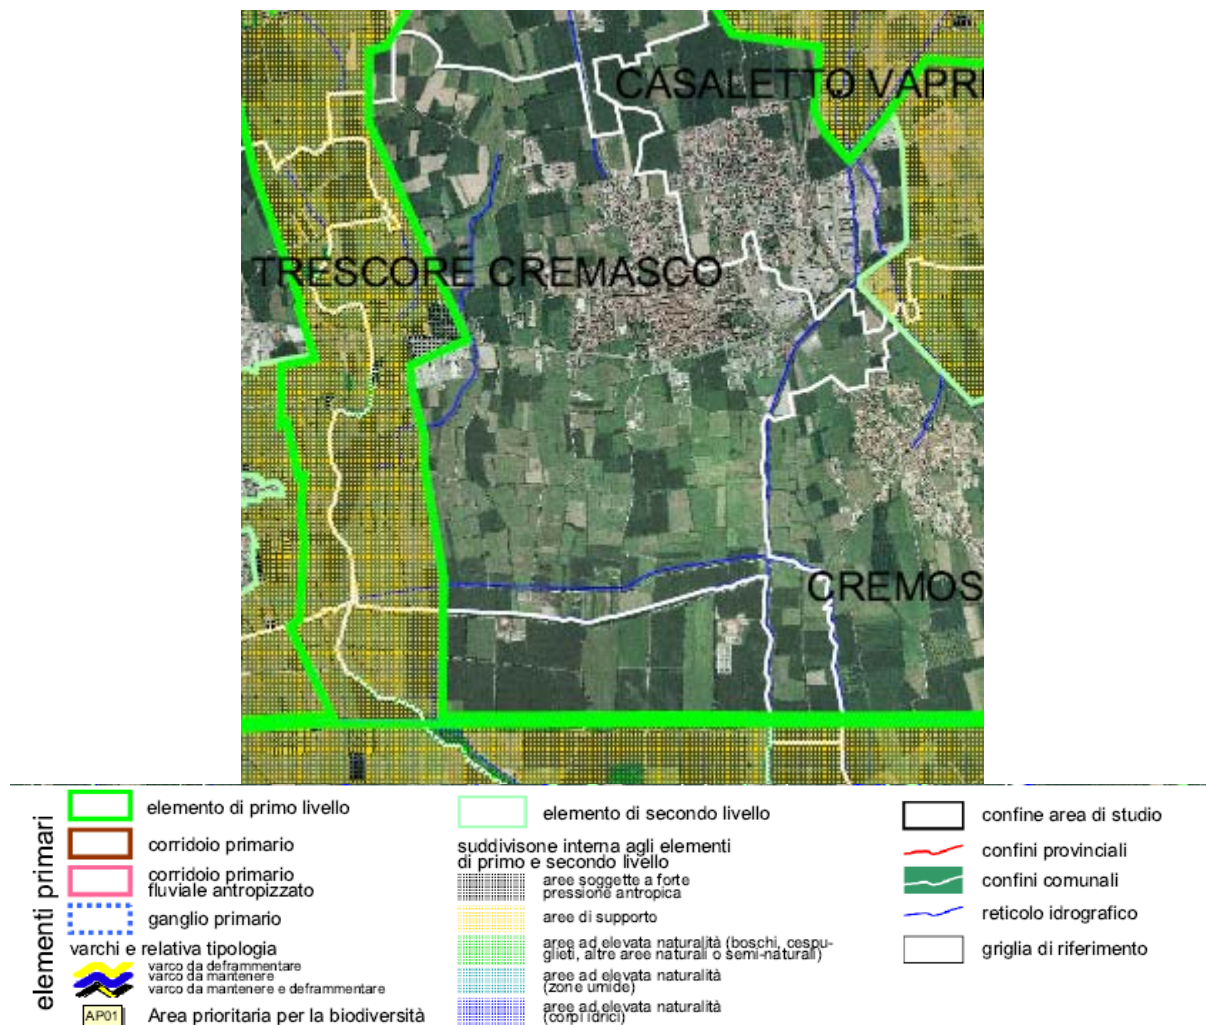 CASALETTO VAPRI
TRESCORE CREMASCO
CREMOS
elementi primari
elemento di primo livello
corridoio primario
corridoio primario
fluviale antropizzato
ganglio primario
varchi e relativa tipologia
varco da deframmentare
varco da mantenere
varco da mantenere e deframmentare
AP01
Area prioritaria per la biodiversità
elemento di secondo livello
suddivisone interna agli elementi
di primo e secondo livello
aree soggette a forte
pressione antropica
aree di supporto
aree ad elevata naturalità (boschi, cespu-
glieti, altre aree naturali o semi-naturali)
aree ad elevata naturalità
(zone umide)
aree ad elevata naturalità
(corpi idrici)
confine area di studio
confini provinciali
confini comunali
reticolo idrografico
griglia di riferimento